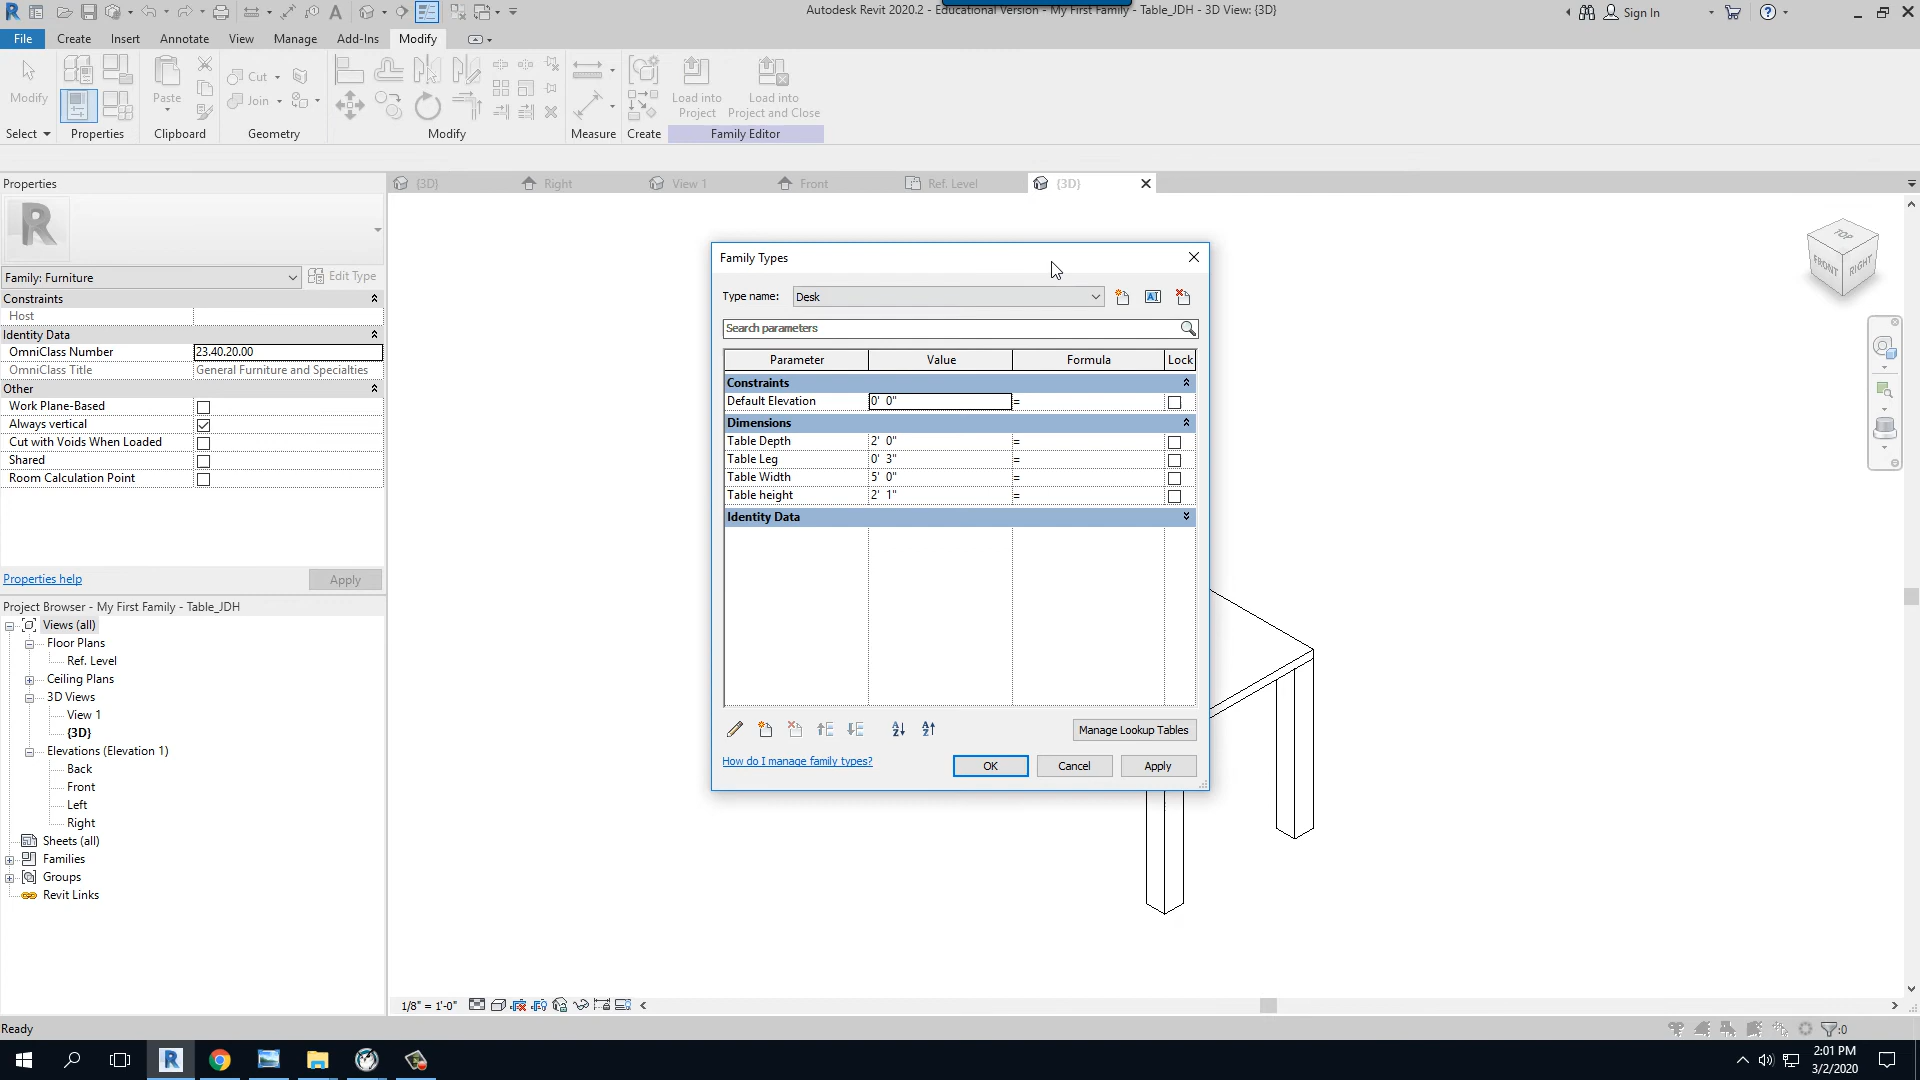 Autodesk Revit 2020.2 - Educational Version - My First Family - Table_JDH - 3D View: {3D}
Sign In
File Create Insert Annotate View Manage Add-Ins Modify
Modify
Paste
Cut
Join
Load into
Project
Load into
Project and Close
Select Properties Clipboard Geometry Modify Measure Create Family Editor
{3D} Right View 1 Front Ref. Level {3D}
Properties
Family: Furniture Edit Type
Constraints
Host
Identity Data
OmniClass Number 23.40.20.00
OmniClass Title General Furniture and Specialties
Other
Work Plane-Based
Always vertical
Cut with Voids When Loaded
Shared
Room Calculation Point
Properties help Apply
Project Browser - My First Family - Table_JDH
Views (all)
Floor Plans
Ref. Level
Ceiling Plans
3D Views
View 1
{3D}
Elevations (Elevation 1)
Back
Front
Left
Right
Sheets (all)
Families
Groups
Revit Links
Family Types
Type name: Desk
Search parameters
Parameter Value Formula Lock
Constraints
Default Elevation 0' 0" =
Dimensions
Table Depth 2' 0" =
Table Leg 0' 3" =
Table Width 5' 0" =
Table height 2' 1" =
Identity Data
Manage Lookup Tables
How do I manage family types? OK Cancel Apply
TOP
FRONT RIGHT
1/8" = 1'-0"
Ready
:0
2:01 PM
3/2/2020